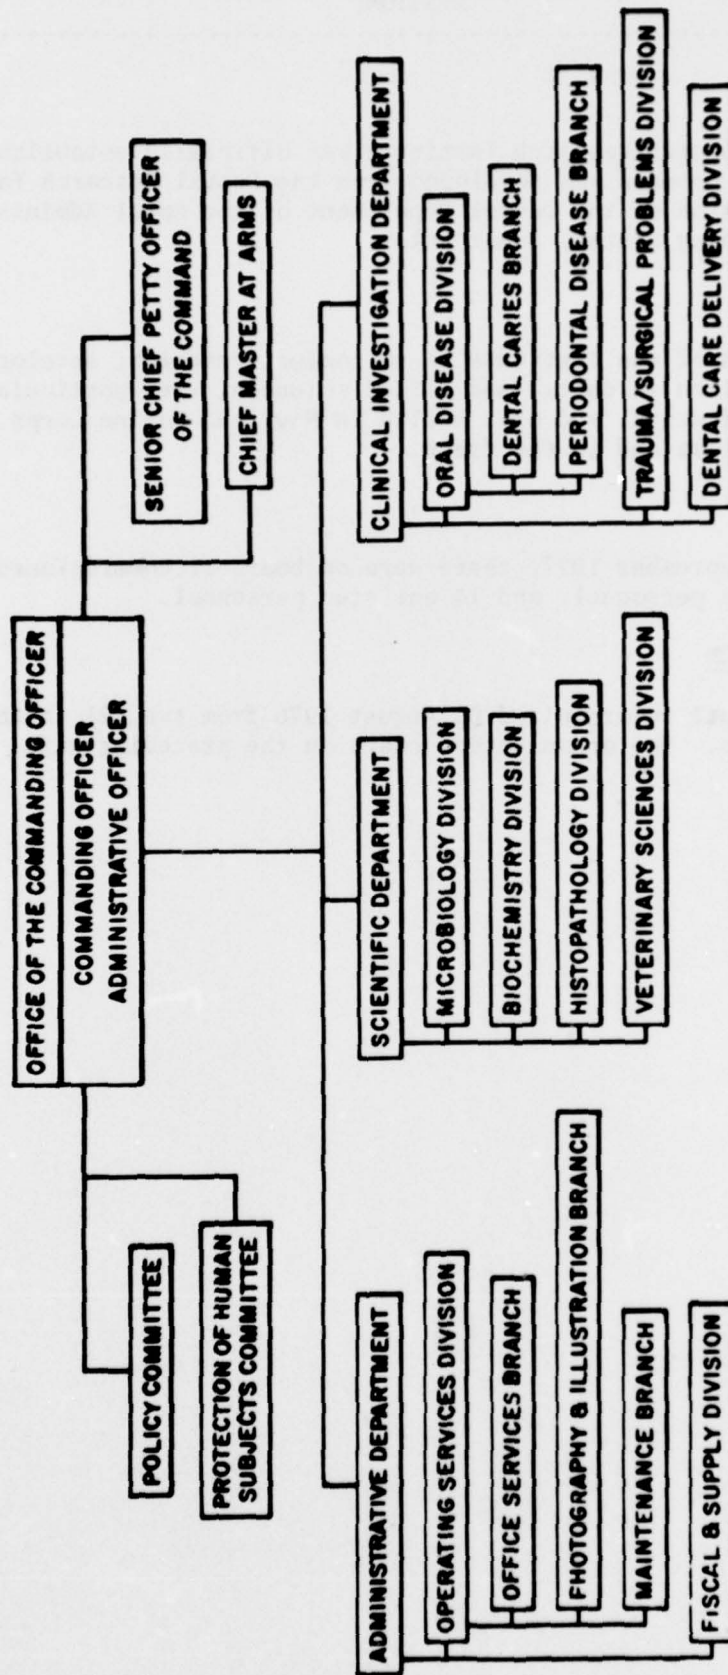 OFFICE OF THE COMMANDING OFFICER
COMMANDING OFFICER
ADMINISTRATIVE OFFICER
POLICY COMMITTEE
PROTECTION OF HUMAN
SUBJECTS COMMITTEE
SENIOR CHIEF PETTY OFFICER
OF THE COMMAND
CHIEF MASTER AT ARMS
ADMINISTRATIVE DEPARTMENT
OPERATING SERVICES DIVISION
OFFICE SERVICES BRANCH
PHOTOGRAPHY & ILLUSTRATION BRANCH
MAINTENANCE BRANCH
FISCAL & SUPPLY DIVISION
SCIENTIFIC DEPARTMENT
MICROBIOLOGY DIVISION
BIOCHEMISTRY DIVISION
HISTOPATHOLOGY DIVISION
VETERINARY SCIENCES DIVISION
CLINICAL INVESTIGATION DEPARTMENT
ORAL DISEASE DIVISION
DENTAL CARIES BRANCH
PERIODONTAL DISEASE BRANCH
TRAUMA/SURGICAL PROBLEMS DIVISION
DENTAL CARE DELIVERY DIVISION